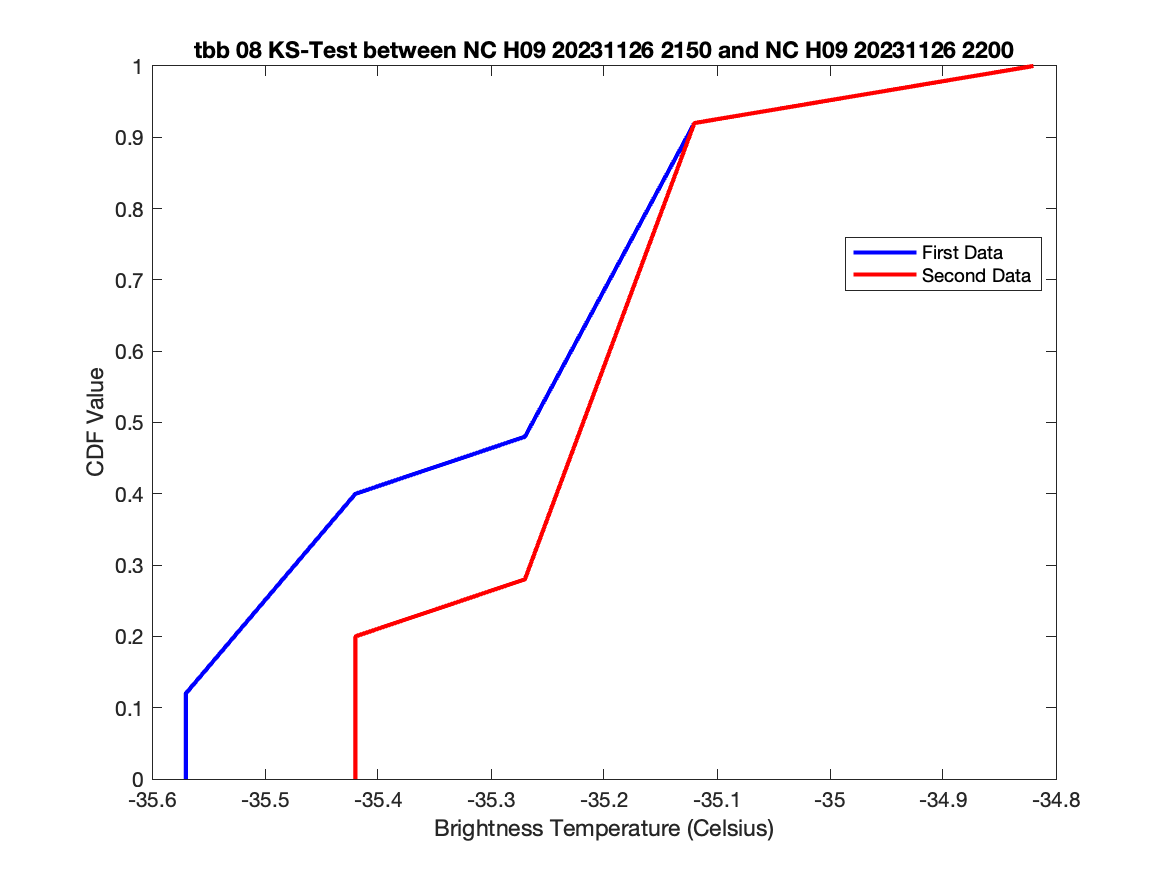 tbb 08 KS-Test between NC H09 20231126 2150 and NC H09 20231126 2200
1
0.9
0.8
0.7
0.6
0.5
0.4
0.3
0.2
0.1
0
CDF Value
First Data
Second Data
-35.6 -35.5 -35.4 -35.3 -35.2 -35.1 -35 -34.9 -34.8
Brightness Temperature (Celsius)